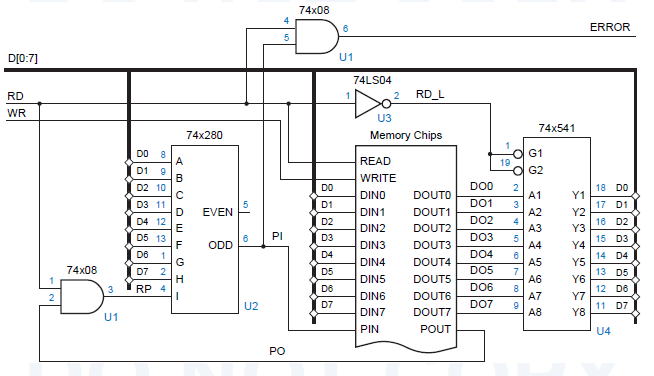 74x08
4
5
6
ERROR
U1
D[0:7]
74LS04
RD
1
2
RD_L
WR
U3
74x280
Memory Chips
74x541
D0 8 A
D1 9 B
D2 10 C
D3 11 D
D4 12 E
D5 13 F
D6 1 G
D7 2 H
RP 4 I
EVEN 5
ODD 6
PI
U2
74x08
1
2
3
U1
READ
WRITE
D0 DIN0 DOUT0 DO0 2 A1 Y1 18 D0
D1 DIN1 DOUT1 DO1 3 A2 Y2 17 D1
D2 DIN2 DOUT2 DO2 4 A3 Y3 16 D2
D3 DIN3 DOUT3 DO3 5 A4 Y4 15 D3
D4 DIN4 DOUT4 DO4 6 A5 Y5 14 D4
D5 DIN5 DOUT5 DO5 7 A6 Y6 13 D5
D6 DIN6 DOUT6 DO6 8 A7 Y7 12 D6
D7 DIN7 DOUT7 DO7 9 A8 Y8 11 D7
PIN POUT
1 G1
19 G2
U4
PO
DO NOT COPY